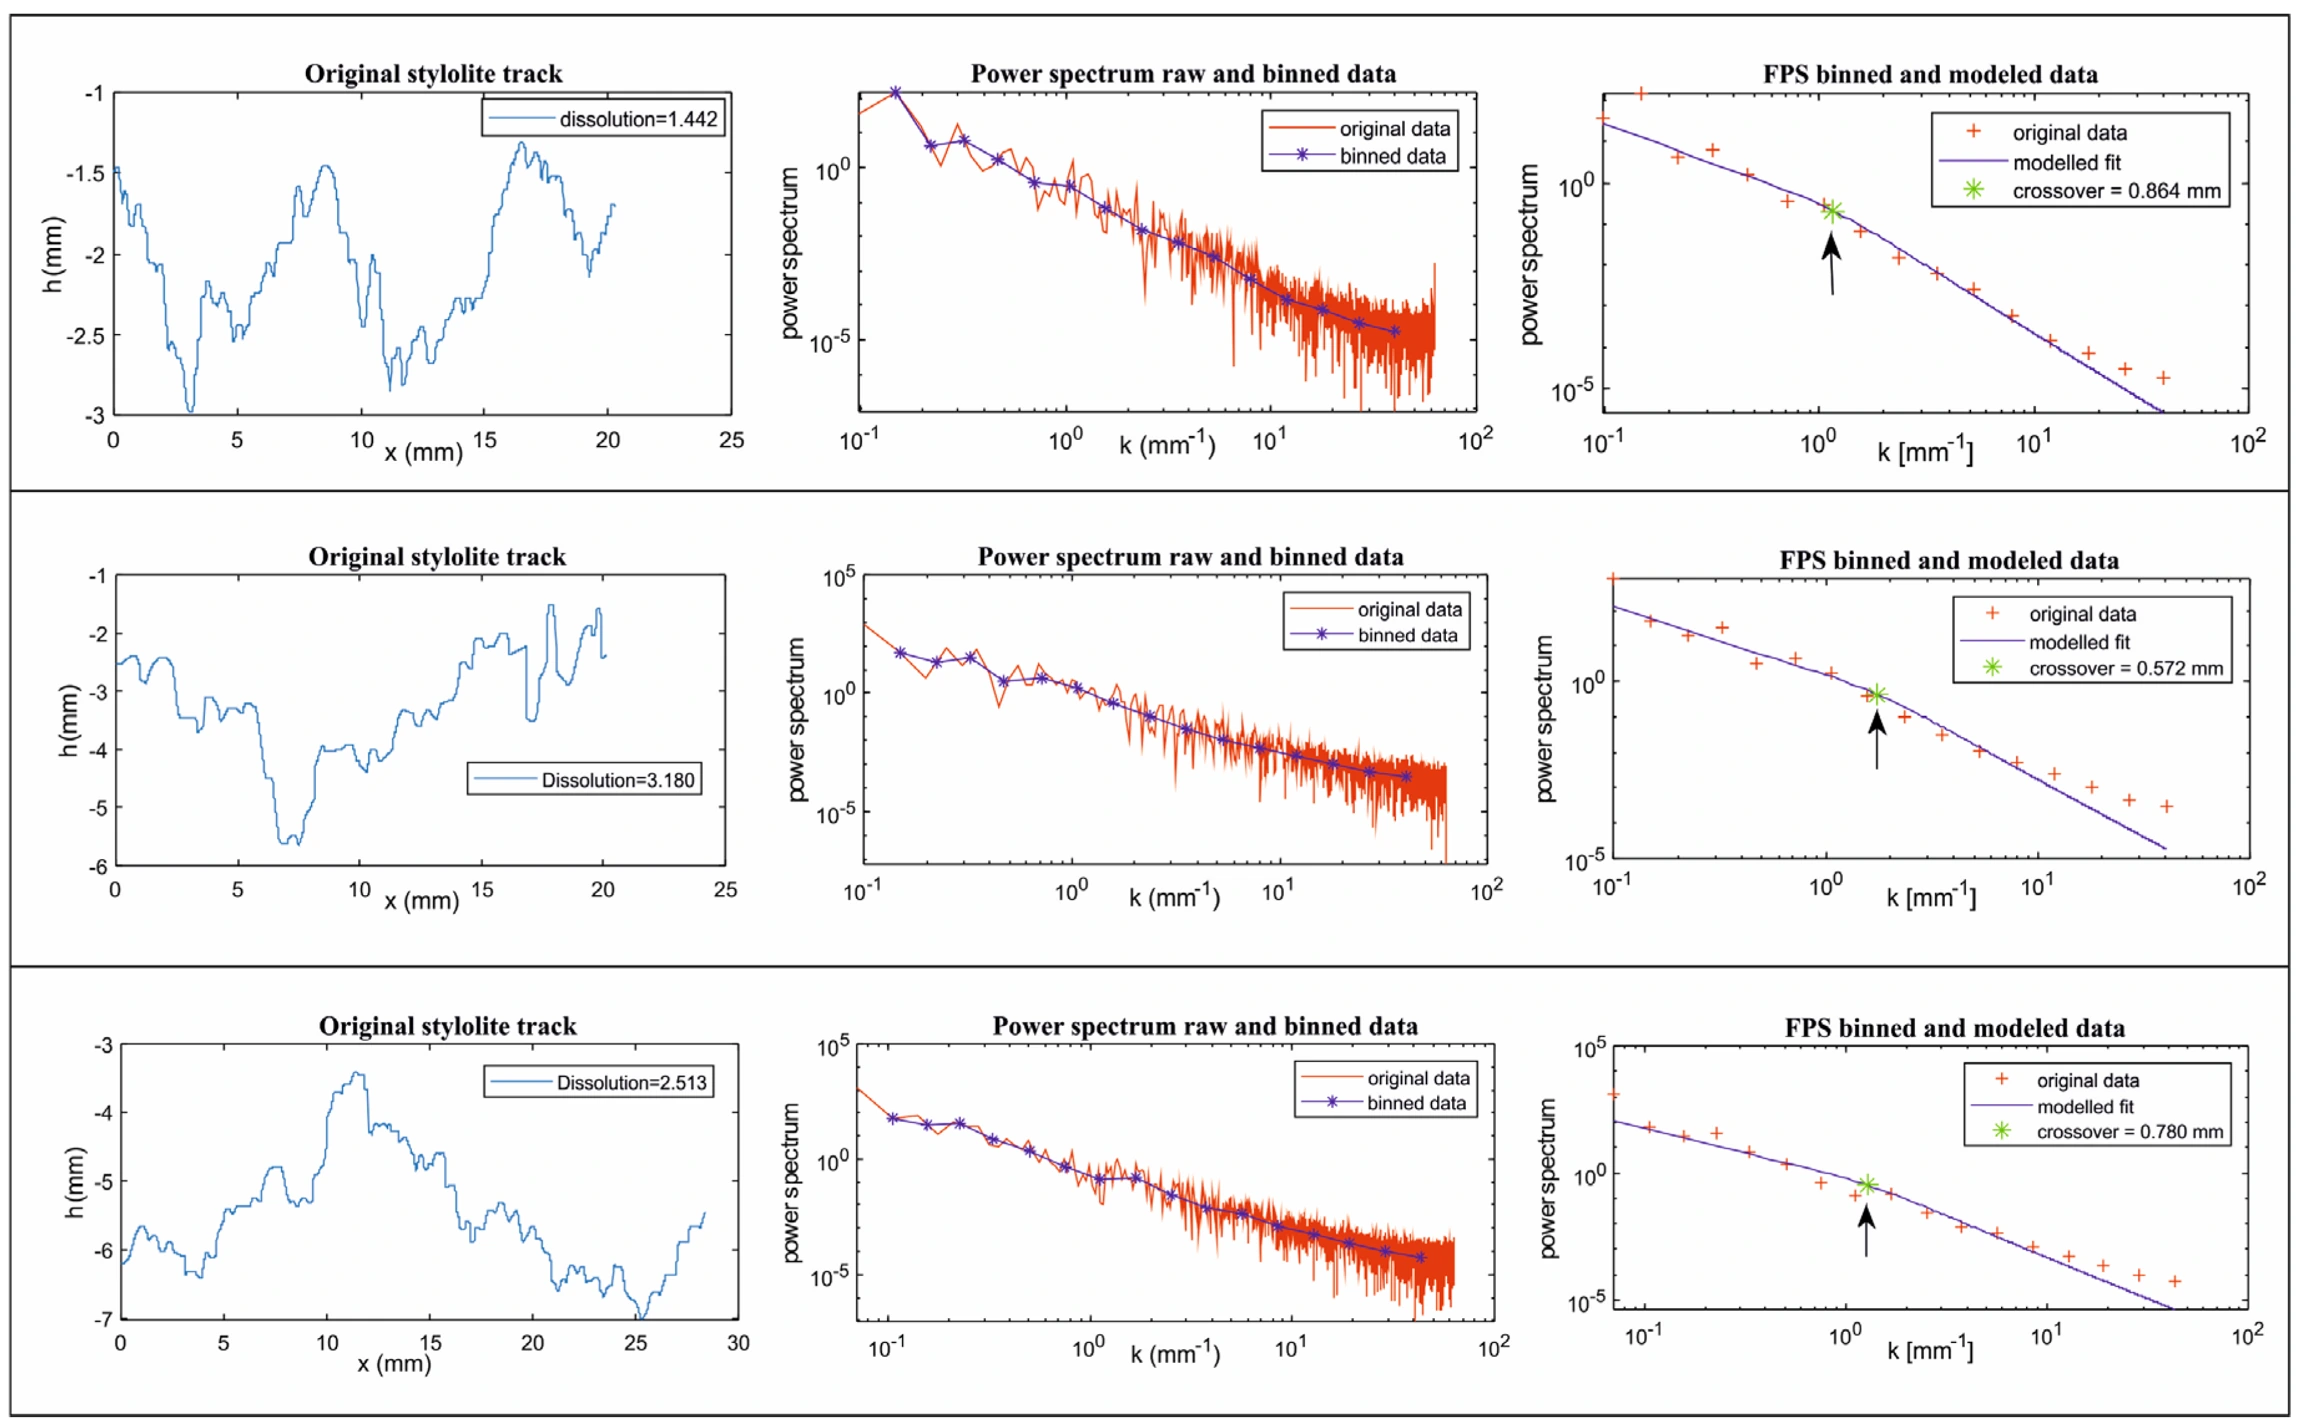 Original stylolite track
dissolution=1.442
-1
-1.5
-2
-2.5
-3
h(mm)
0 5 10 15 20 25
x (mm)
Power spectrum raw and binned data
original data
binned data
10^0
10^-5
power spectrum
10^-1 10^0 10^1 10^2
k (mm^-1)
FPS binned and modeled data
original data
modelled fit
crossover = 0.864 mm
10^0
10^-5
power spectrum
10^-1 10^0 10^1 10^2
k [mm^-1]
Original stylolite track
-1
-2
-3
-4
-5
-6
h(mm)
Dissolution=3.180
0 5 10 15 20 25
x (mm)
Power spectrum raw and binned data
original data
binned data
10^5
10^0
10^-5
power spectrum
10^-1 10^0 10^1 10^2
k (mm^-1)
FPS binned and modeled data
original data
modelled fit
crossover = 0.572 mm
10^0
10^-5
power spectrum
10^-1 10^0 10^1 10^2
k [mm^-1]
Original stylolite track
Dissolution=2.513
-3
-4
-5
-6
-7
h(mm)
0 5 10 15 20 25 30
x (mm)
Power spectrum raw and binned data
original data
binned data
10^5
10^0
10^-5
power spectrum
10^-1 10^0 10^1 10^2
k (mm^-1)
FPS binned and modeled data
original data
modelled fit
crossover = 0.780 mm
10^5
10^0
10^-5
power spectrum
10^-1 10^0 10^1 10^2
k [mm^-1]